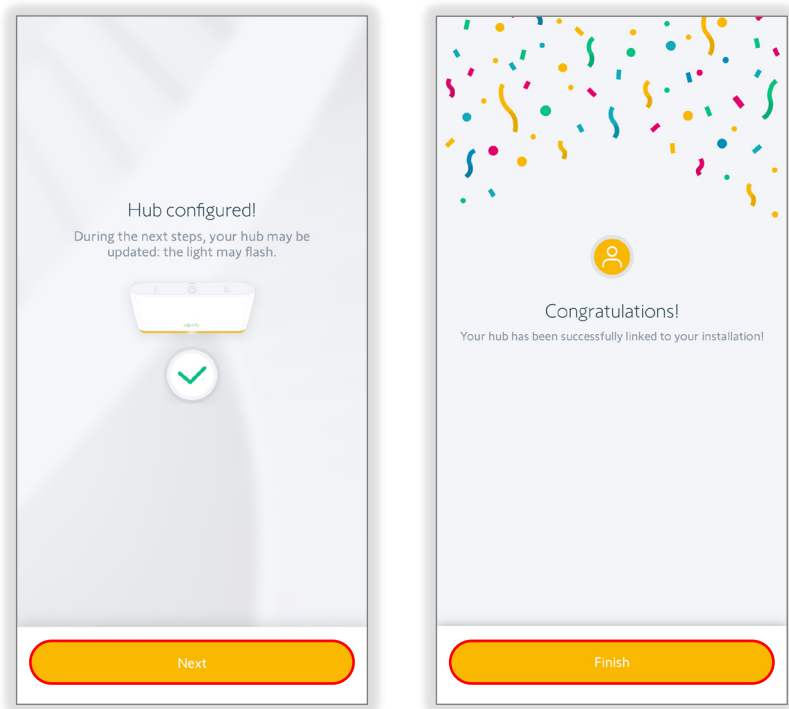 Hub configured!
During the next steps, your hub may be
updated: the light may flash.
somfy
Next
Congratulations!
Your hub has been successfully linked to your installation!
Finish